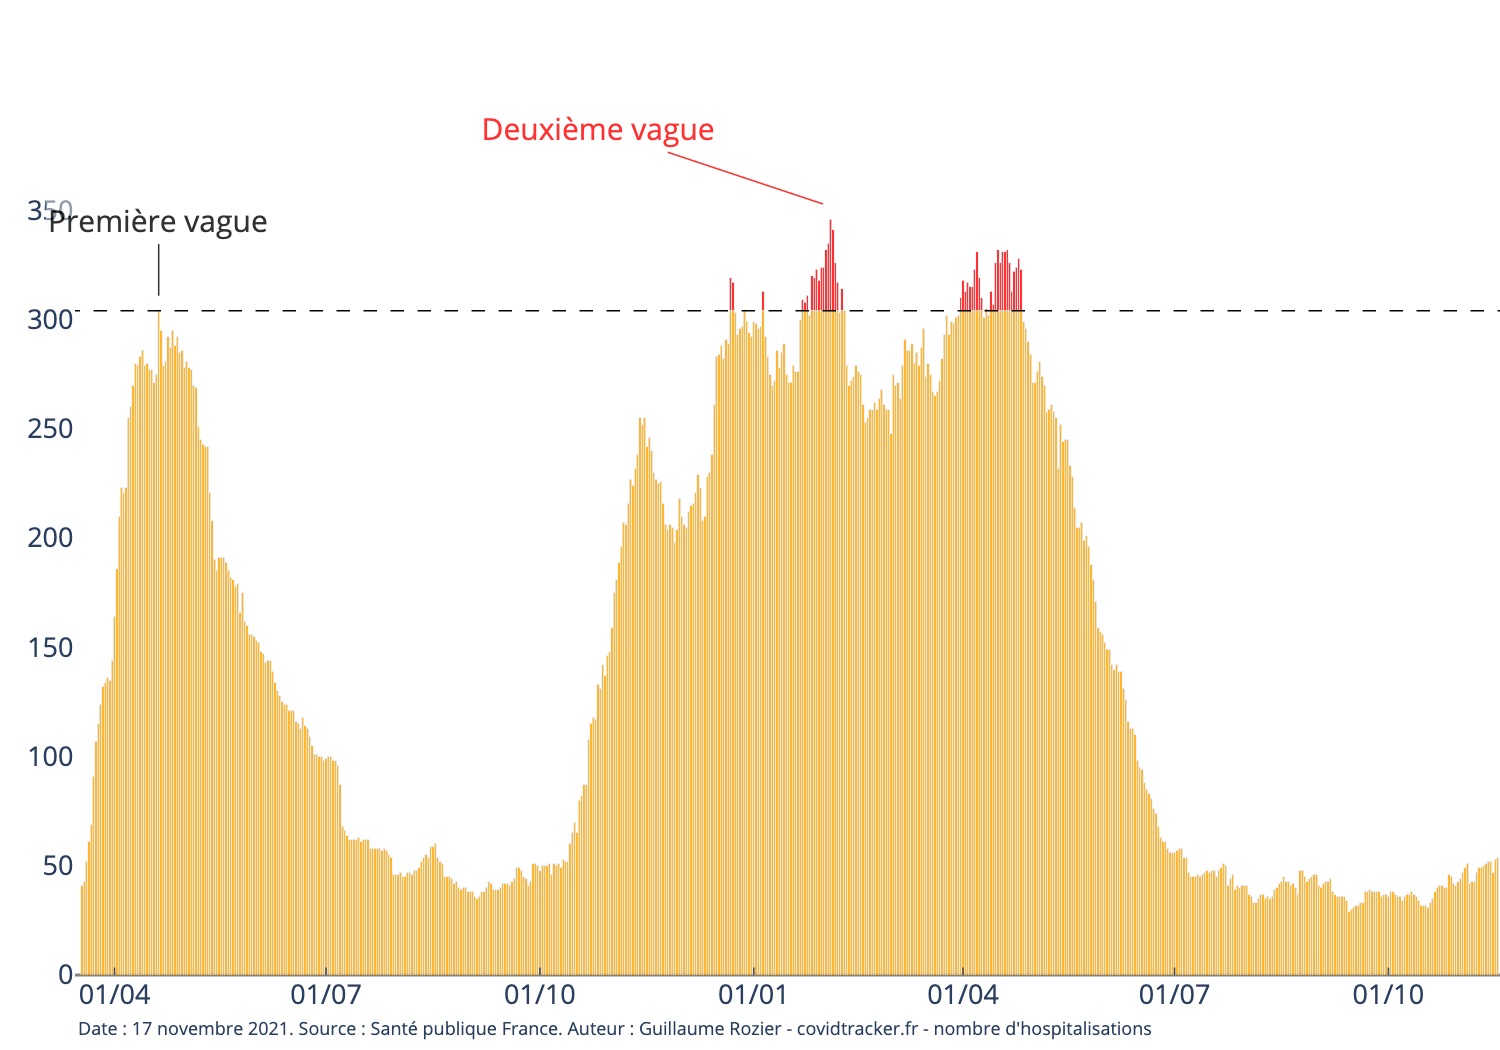 Deuxième vague
350
Première vague
300
250
200
150
100
50
0
01/04 01/07 01/10 01/01 01/04 01/07 01/10
Date : 17 novembre 2021. Source : Santé publique France. Auteur : Guillaume Rozier - covidtracker.fr - nombre d'hospitalisations